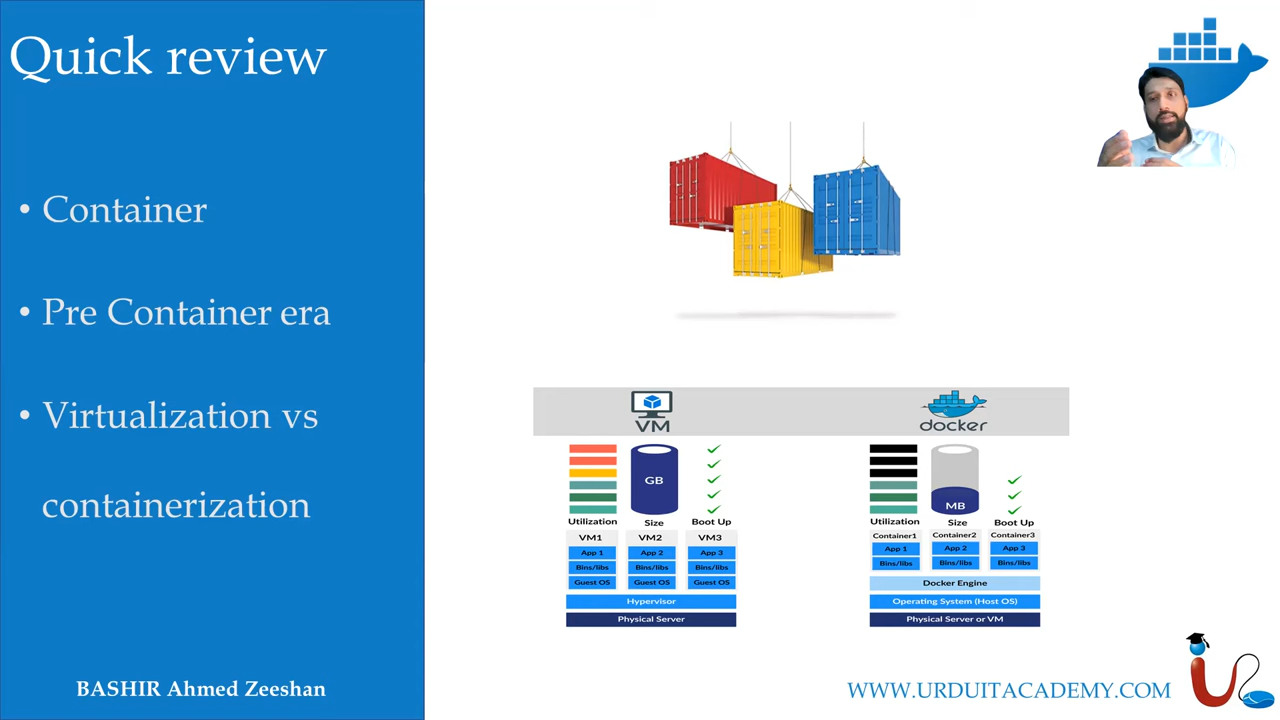 Quick review
• Container
• Pre Container era
• Virtualization vs
containerization
BASHIR Ahmed Zeeshan
VM
docker
GB
MB
Utilization Size Boot Up
Utilization Size Boot Up
VM1 VM2 VM3
App 1 App 2 App 3
Bins/libs Bins/libs Bins/libs
Guest OS Guest OS Guest OS
Hypervisor
Physical Server
Container1 Container2 Container3
App 1 App 2 App 3
Bins/libs Bins/libs Bins/libs
Docker Engine
Operating System (Host OS)
Physical Server or VM
WWW.URDUITACADEMY.COM